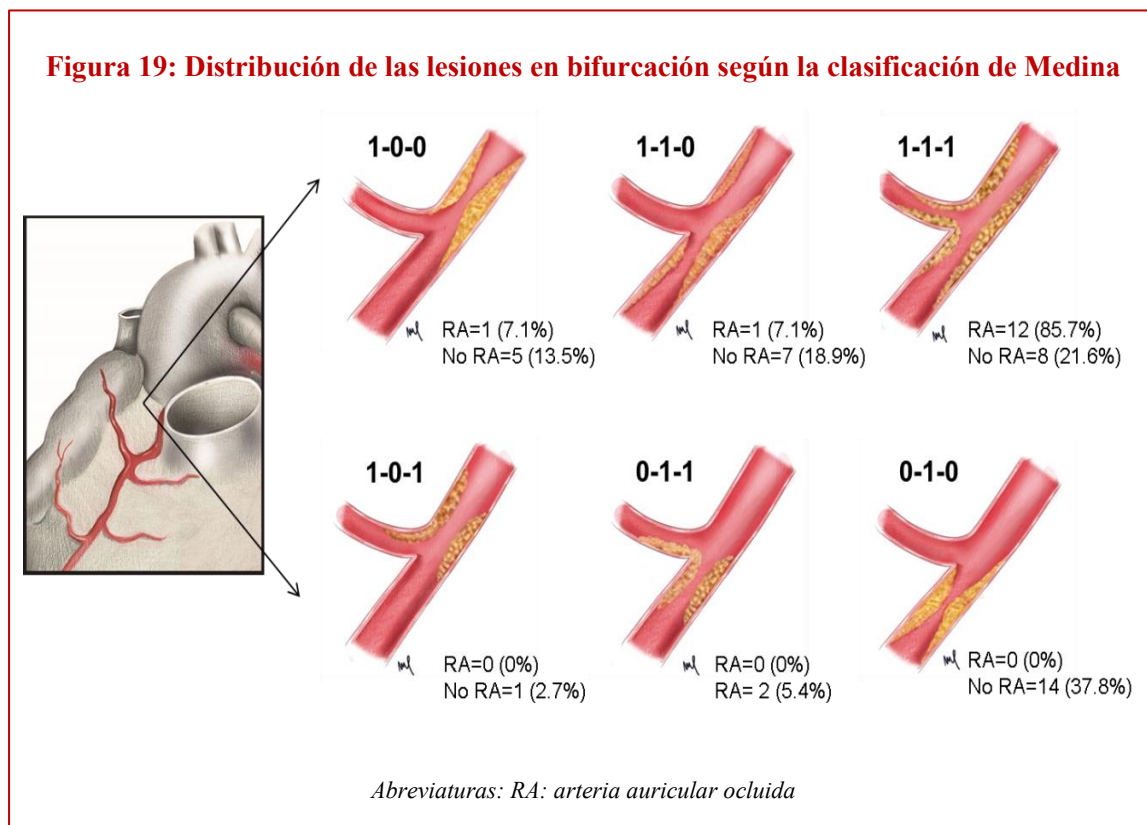 Figura 19: Distribución de las lesiones en bifurcación según la clasificación de Medina
1-0-0
RA=1 (7.1%)
No RA=5 (13.5%)
1-1-0
RA=1 (7.1%)
No RA=7 (18.9%)
1-1-1
RA=12 (85.7%)
No RA=8 (21.6%)
1-0-1
RA=0 (0%)
No RA=1 (2.7%)
0-1-1
RA=0 (0%)
RA= 2 (5.4%)
0-1-0
RA=0 (0%)
No RA=14 (37.8%)
Abreviaturas: RA: arteria auricular ocluida